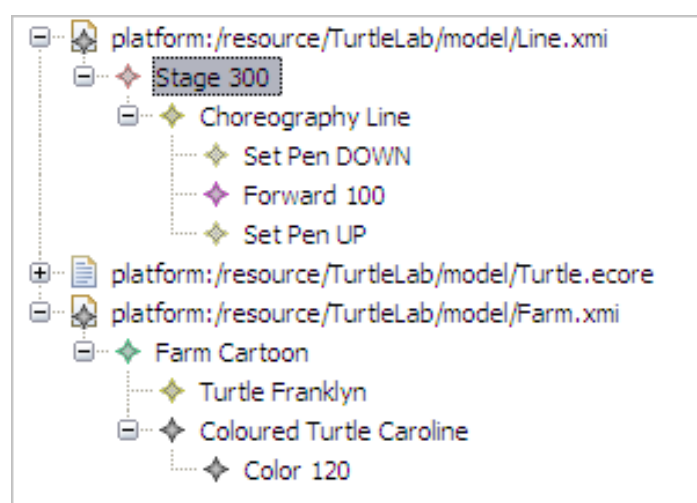 platform:/resource/TurtleLab/model/Line.xmi
Stage 300
Choreography Line
Set Pen DOWN
Forward 100
Set Pen UP
platform:/resource/TurtleLab/model/Turtle.ecore
platform:/resource/TurtleLab/model/Farm.xmi
Farm Cartoon
Turtle Franklyn
Coloured Turtle Caroline
Color 120